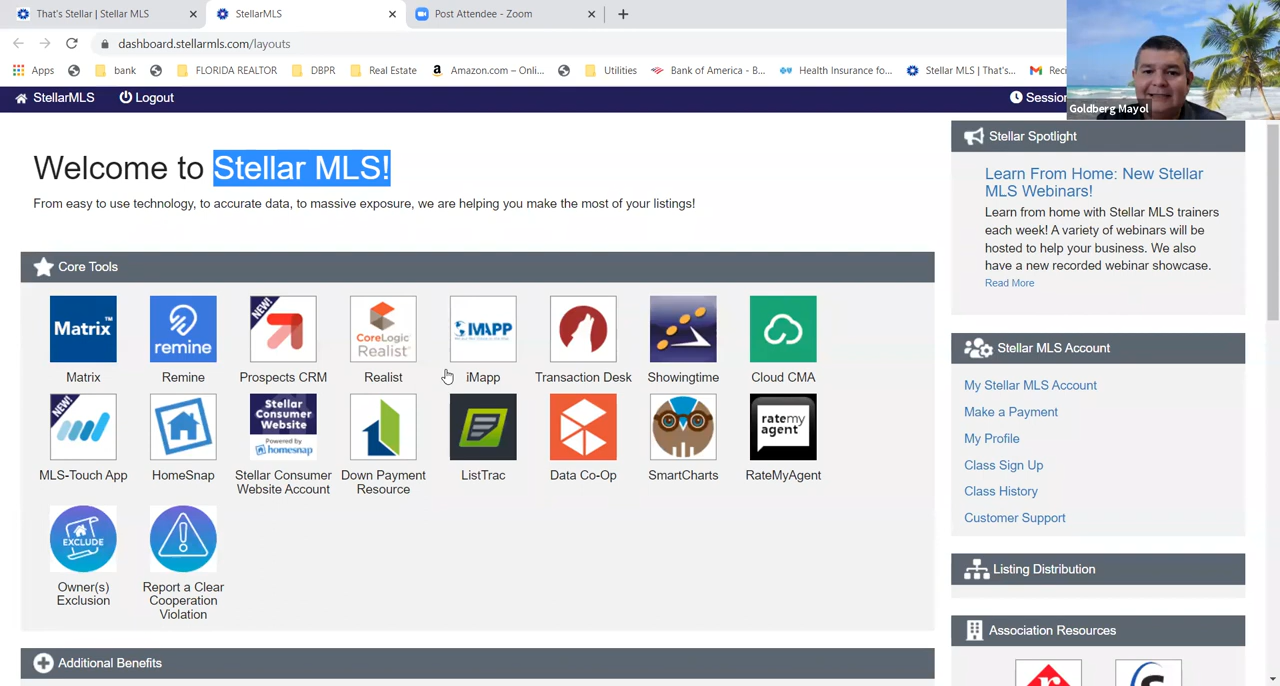 That's Stellar | Stellar MLS
StellarMLS
Post Attendee - Zoom
dashboard.stellarmls.com/layouts
Apps
bank
FLORIDA REALTOR
DBPR
Real Estate
Amazon.com – Onli...
Utilities
Bank of America - B...
Health Insurance fo...
Stellar MLS | That's...
Goldberg Mayol
StellarMLS
Logout
Welcome to Stellar MLS!
From easy to use technology, to accurate data, to massive exposure, we are helping you make the most of your listings!
Core Tools
Matrix™
remine
NEW!
CoreLogic
Realist
IMAPP
Matrix
Remine
Prospects CRM
Realist
iMapp
Transaction Desk
Showingtime
Cloud CMA
NEW!
Stellar
Consumer
Website
Powered by
homesnap
rate my
agent
MLS-Touch App
HomeSnap
Stellar Consumer
Website Account
Down Payment
Resource
ListTrac
Data Co-Op
SmartCharts
RateMyAgent
EXCLUDE
Owner(s)
Exclusion
Report a Clear
Cooperation
Violation
Additional Benefits
Stellar Spotlight
Learn From Home: New Stellar
MLS Webinars!
Learn from home with Stellar MLS trainers
each week! A variety of webinars will be
hosted to help your business. We also
have a new recorded webinar showcase.
Read More
Stellar MLS Account
My Stellar MLS Account
Make a Payment
My Profile
Class Sign Up
Class History
Customer Support
Listing Distribution
Association Resources